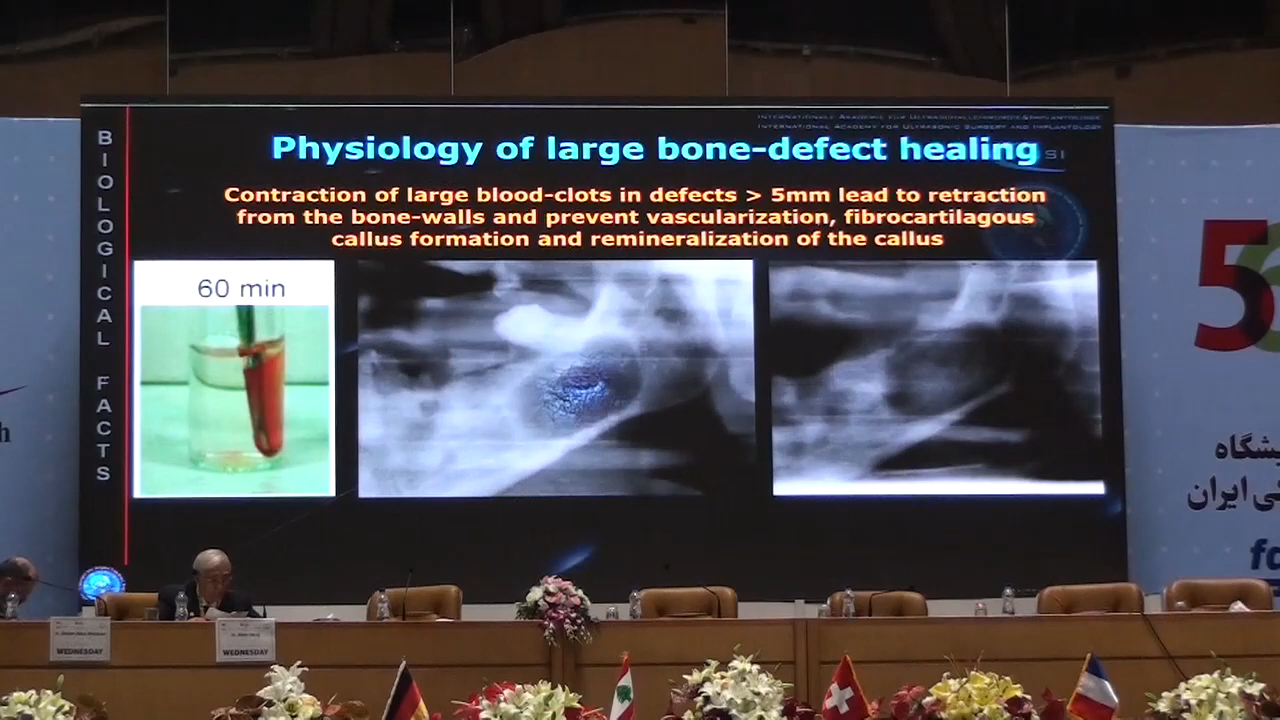 INTERNATIONAL ACADEMY FOR ULTRASONIC SURGERY AND IMPLANTOLOGY
Physiology of large bone-defect healing
Contraction of large blood-clots in defects > 5mm lead to retraction
from the bone-walls and prevent vascularization, fibrocartilagous
callus formation and remineralization of the callus
BIOLOGICAL FACTS
60 min
5
h
ایران
WEDNESDAY
WEDNESDAY